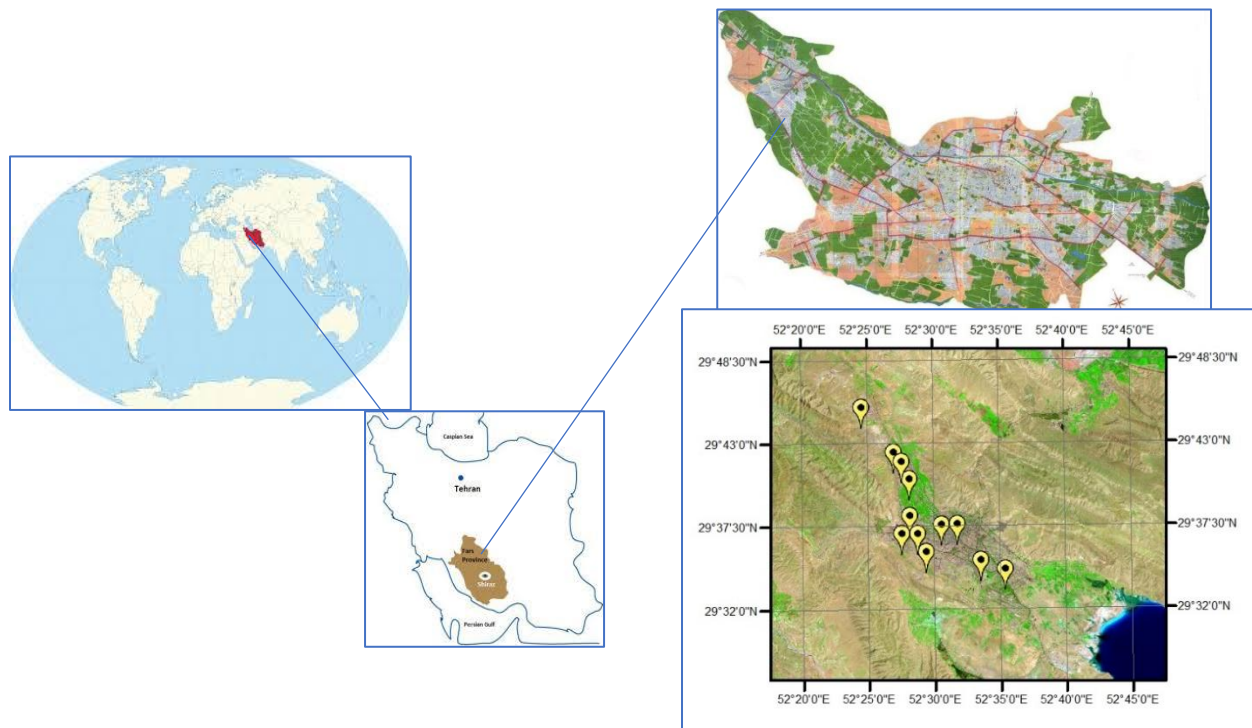 Caspian Sea
Tehran
Fars
Province
Shiraz
Persian Gulf
52°20'0"E 52°25'0"E 52°30'0"E 52°35'0"E 52°40'0"E 52°45'0"E
29°48'30"N 29°48'30"N
29°43'0"N 29°43'0"N
29°37'30"N 29°37'30"N
29°32'0"N 29°32'0"N
52°20'0"E 52°25'0"E 52°30'0"E 52°35'0"E 52°40'0"E 52°45'0"E